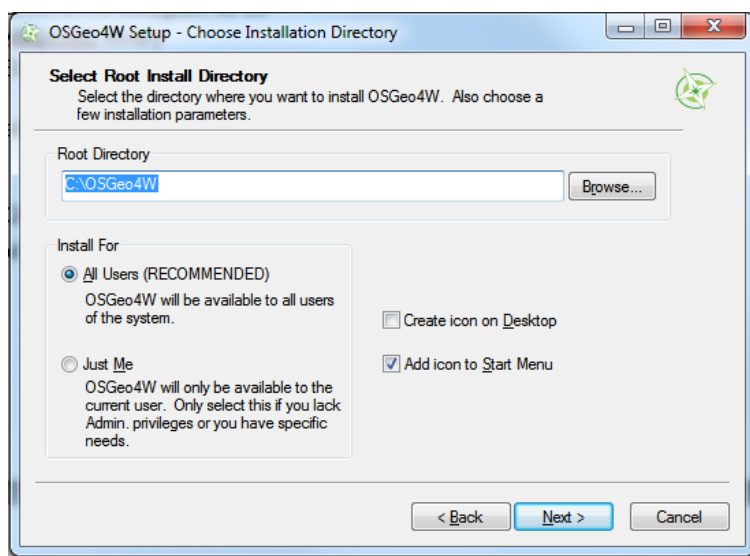 OSGeo4W Setup - Choose Installation Directory
Select Root Install Directory
Select the directory where you want to install OSGeo4W. Also choose a
few installation parameters.
Root Directory
C:\OSGeo4W
Browse...
Install For
All Users (RECOMMENDED)
OSGeo4W will be available to all users
of the system.
Create icon on Desktop
Just Me
Add icon to Start Menu
OSGeo4W will only be available to the
current user. Only select this if you lack
Admin. privileges or you have specific
needs.
< Back
Next >
Cancel